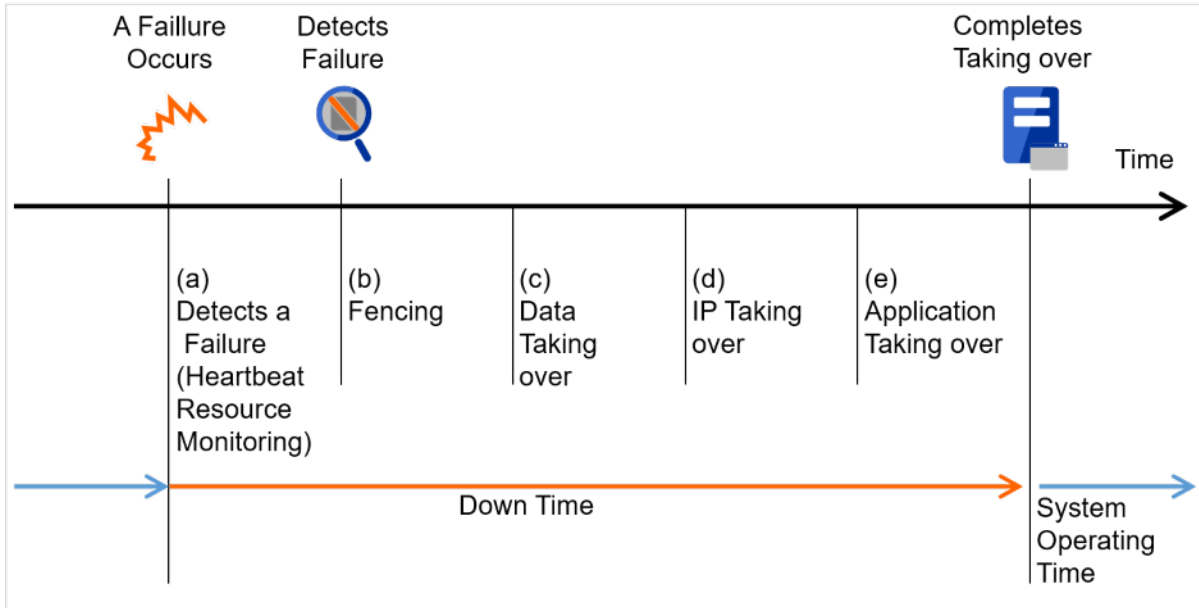 A Faillure
Occurs
Detects
Failure
Completes
Taking over
Time
(a)
Detects a
Failure
(Heartbeat
Resource
Monitoring)
(b)
Fencing
(c)
Data
Taking
over
(d)
IP Taking
over
(e)
Application
Taking over
Down Time
System
Operating
Time